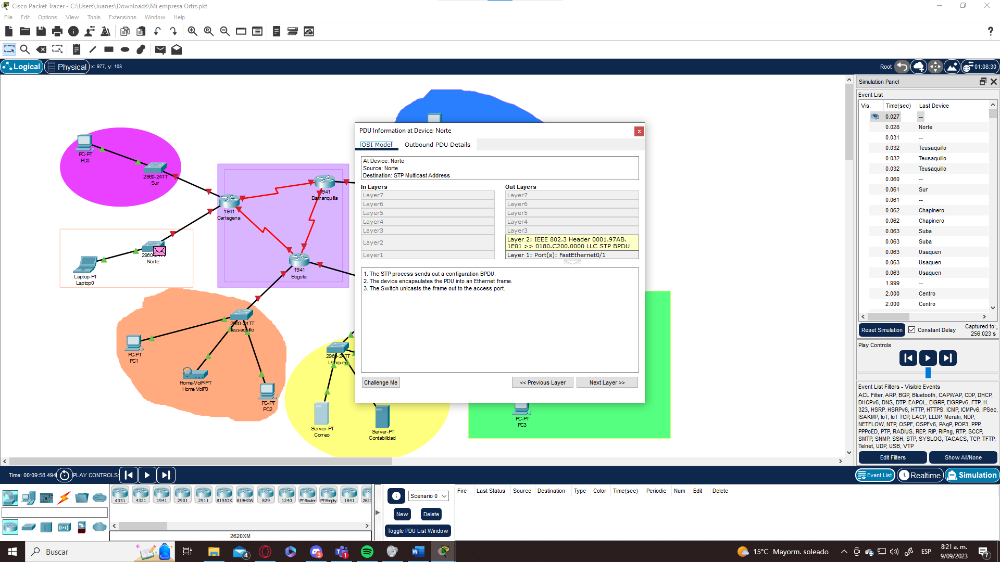 Cisco Packet Tracer - C:\Users\Juanes\Downloads\Mi empresa Ortiz.pkt
File Edit Options View Tools Extensions Window Help
Logical Physical x: 977, y: 103
Root 01:08:30
PC-PT
PC0
2960-24TT
Sur
1941
Cartegena
1941
Barranquilla
1941
Bogota
Norte
Laptop-PT
Laptop0
2960-24TT
Teusaquillo
PC-PT
PC1
Home-VoIP-PT
Home VoIP0
PC-PT
PC2
2960-24TT
Usaquen
Server-PT
Correo
Server-PT
Contabilidad
PC-PT
PC3
PDU Information at Device: Norte
x
OSI Model Outbound PDU Details
At Device: Norte
Source: Norte
Destination: STP Multicast Address
In Layers Out Layers
Layer7 Layer7
Layer6 Layer6
Layer5 Layer5
Layer4 Layer4
Layer3 Layer3
Layer2 Layer 2: IEEE 802.3 Header 0001.97AB.
1E01 >> 0180.C200.0000 LLC STP BPDU
Layer1 Layer 1: Port(s): FastEthernet0/1
1. The STP process sends out a configuration BPDU.
2. The device encapsulates the PDU into an Ethernet frame.
3. The Switch unicasts the frame out to the access port.
Challenge Me << Previous Layer Next Layer >>
Simulation Panel
Event List
Vis. Time(sec) Last Device
0.027 --
0.028 Norte
0.031 --
0.032 Teusaquillo
0.032 Teusaquillo
0.032 Teusaquillo
0.060 --
0.061 Sur
0.061 --
0.062 Chapinero
0.062 Chapinero
0.063 Suba
0.063 Suba
0.063 Usaquen
0.063 Usaquen
0.063 Usaquen
1.999 --
2.000 Centro
2.000 Centro
Reset Simulation Constant Delay Captured to:
256.023 s
Play Controls
Event List Filters - Visible Events
ACL Filter, ARP, BGP, Bluetooth, CAPWAP, CDP, DHCP,
DHCPv6, DNS, DTP, EAPOL, EIGRP, EIGRPv6, FTP, H.
323, HSRP, HSRPv6, HTTP, HTTPS, ICMP, ICMPv6, IPSec,
ISAKMP, IoT, IoT TCP, LACP, LLDP, Meraki, NDP,
NETFLOW, NTP, OSPF, OSPFv6, PAgP, POP3, PPP,
PPPoED, PTP, RADIUS, REP, RIP, RIPng, RTP, SCCP,
SMTP, SNMP, SSH, STP, SYSLOG, TACACS, TCP, TFTP,
Telnet, UDP, USB, VTP
Edit Filters Show All/None
Time: 00:09:58.494 PLAY CONTROLS:
Event List Realtime Simulation
4331 4321 1941 2901 2911 819IOX 819HGW 829 1240 PT-Router PT-Empty 1841 2620
2620XM
Scenario 0
New Delete
Toggle PDU List Window
Fire Last Status Source Destination Type Color Time(sec) Periodic Num Edit Delete
Buscar
4 3 1
15°C Mayorm. soleado
ESP
8:21 a. m.
9/09/2023
7